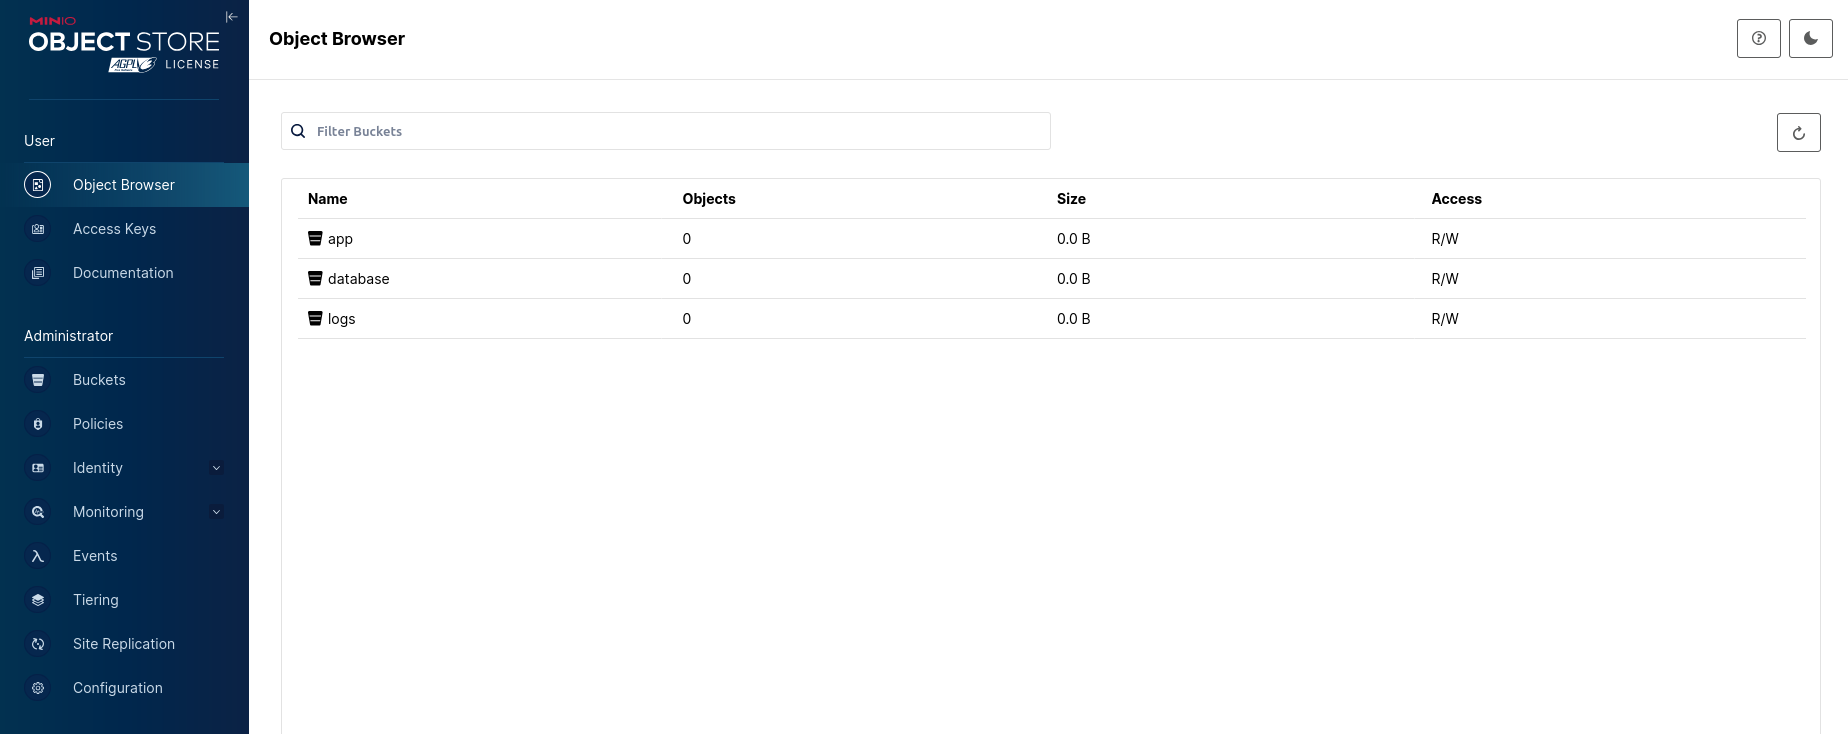 MINIO
OBJECT STORE
AGPL LICENSE
User
Object Browser
Access Keys
Documentation
Administrator
Buckets
Policies
Identity
Monitoring
Events
Tiering
Site Replication
Configuration
Object Browser
Filter Buckets
Name Objects Size Access
app 0 0.0 B R/W
database 0 0.0 B R/W
logs 0 0.0 B R/W